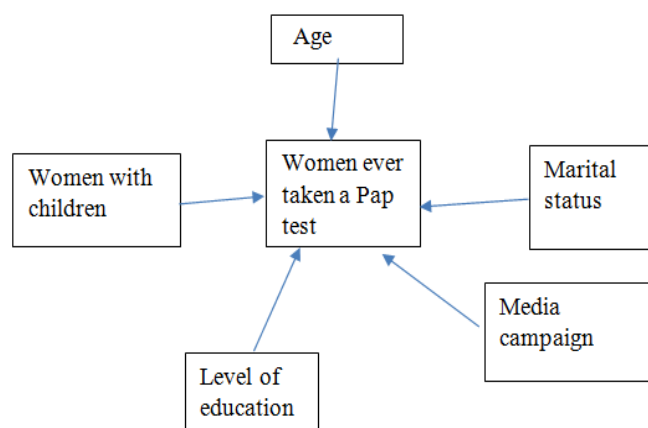 Age
Women ever
taken a Pap
test
Women with
children
Marital
status
Media
campaign
Level of
education